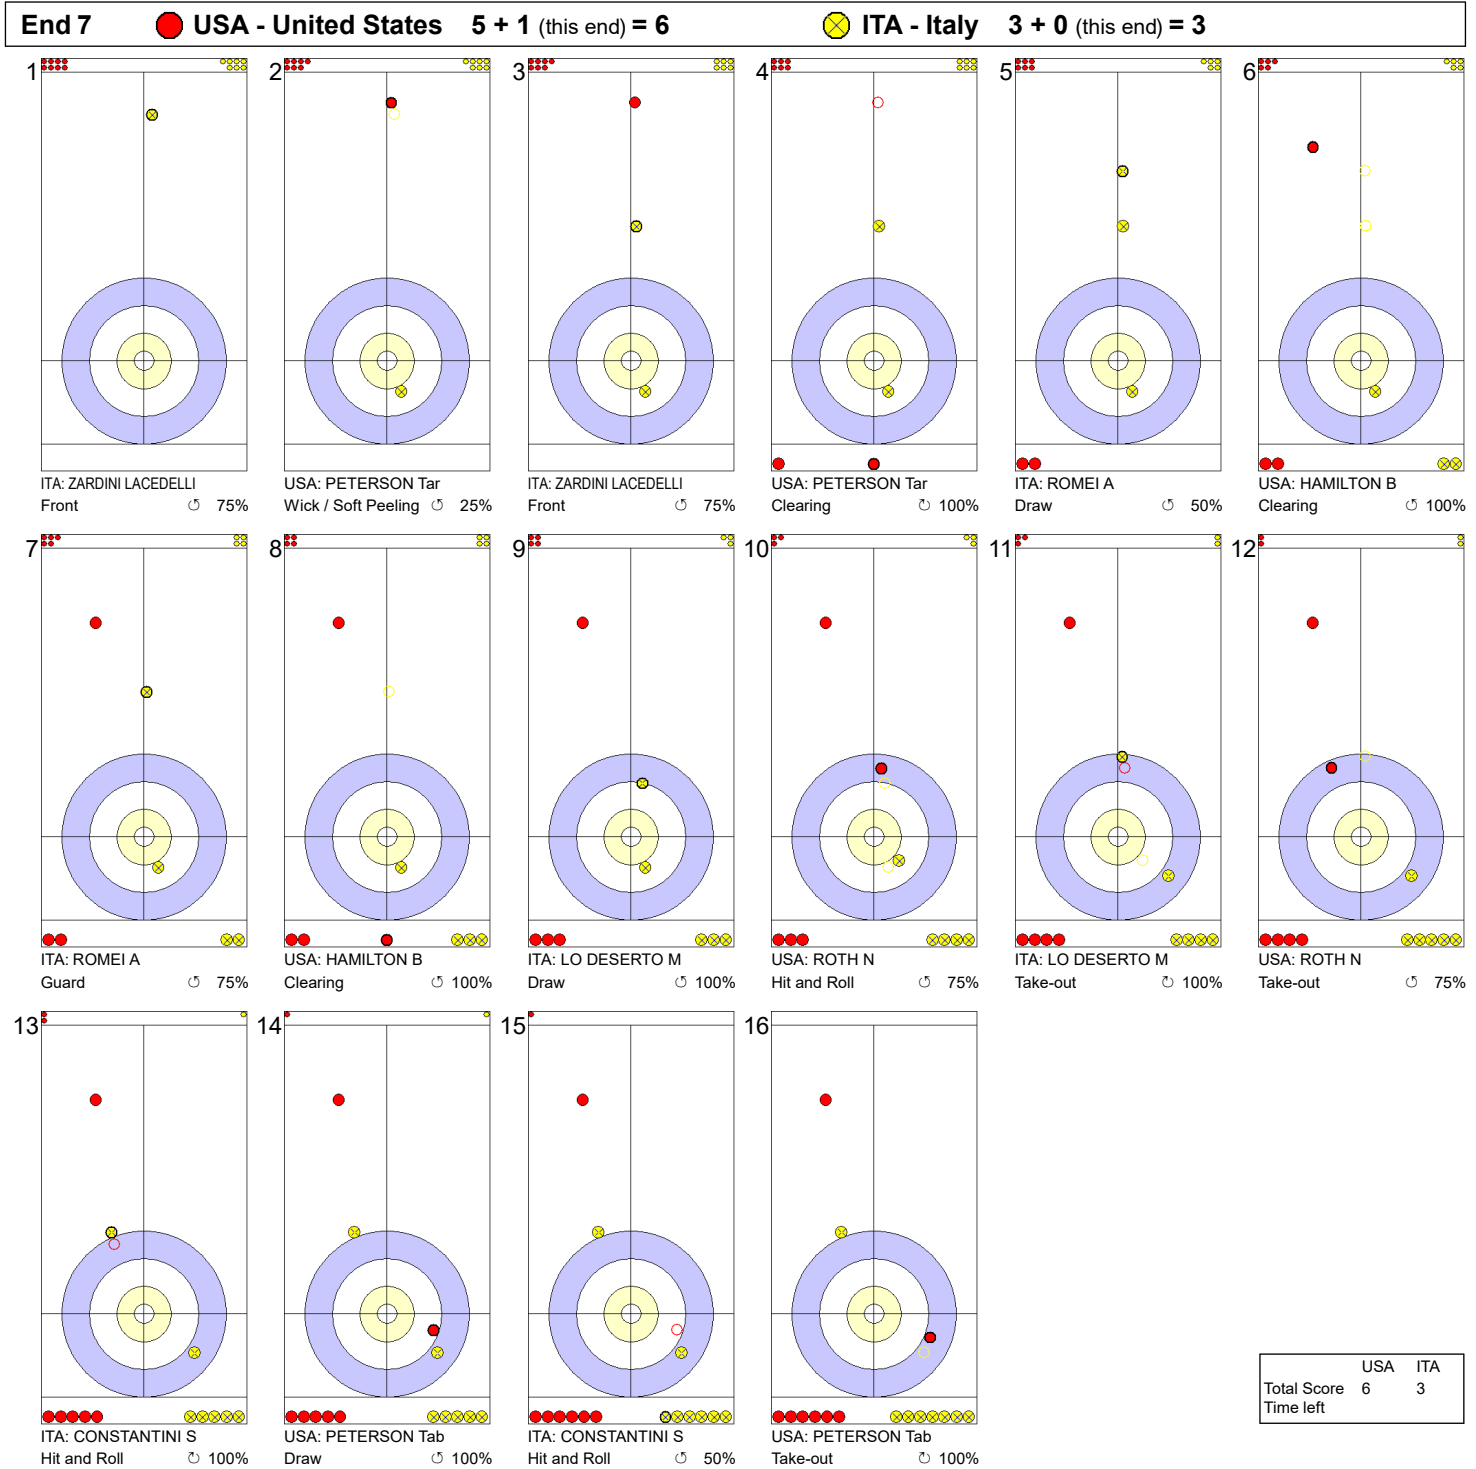 End 7 USA - United States 5 + 1 (this end) = 6 ITA - Italy 3 + 0 (this end) = 3
1
ITA: ZARDINI LACEDELLI
Front 75%
2
USA: PETERSON Tar
Wick / Soft Peeling 25%
3
ITA: ZARDINI LACEDELLI
Front 75%
4
USA: PETERSON Tar
Clearing 100%
5
ITA: ROMEI A
Draw 50%
6
USA: HAMILTON B
Clearing 100%
7
ITA: ROMEI A
Guard 75%
8
USA: HAMILTON B
Clearing 100%
9
ITA: LO DESERTO M
Draw 100%
10
USA: ROTH N
Hit and Roll 75%
11
ITA: LO DESERTO M
Take-out 100%
12
USA: ROTH N
Take-out 75%
13
ITA: CONSTANTINI S
Hit and Roll 100%
14
USA: PETERSON Tab
Draw 100%
15
ITA: CONSTANTINI S
Hit and Roll 50%
16
USA: PETERSON Tab
Take-out 100%
USA ITA
Total Score 6 3
Time left